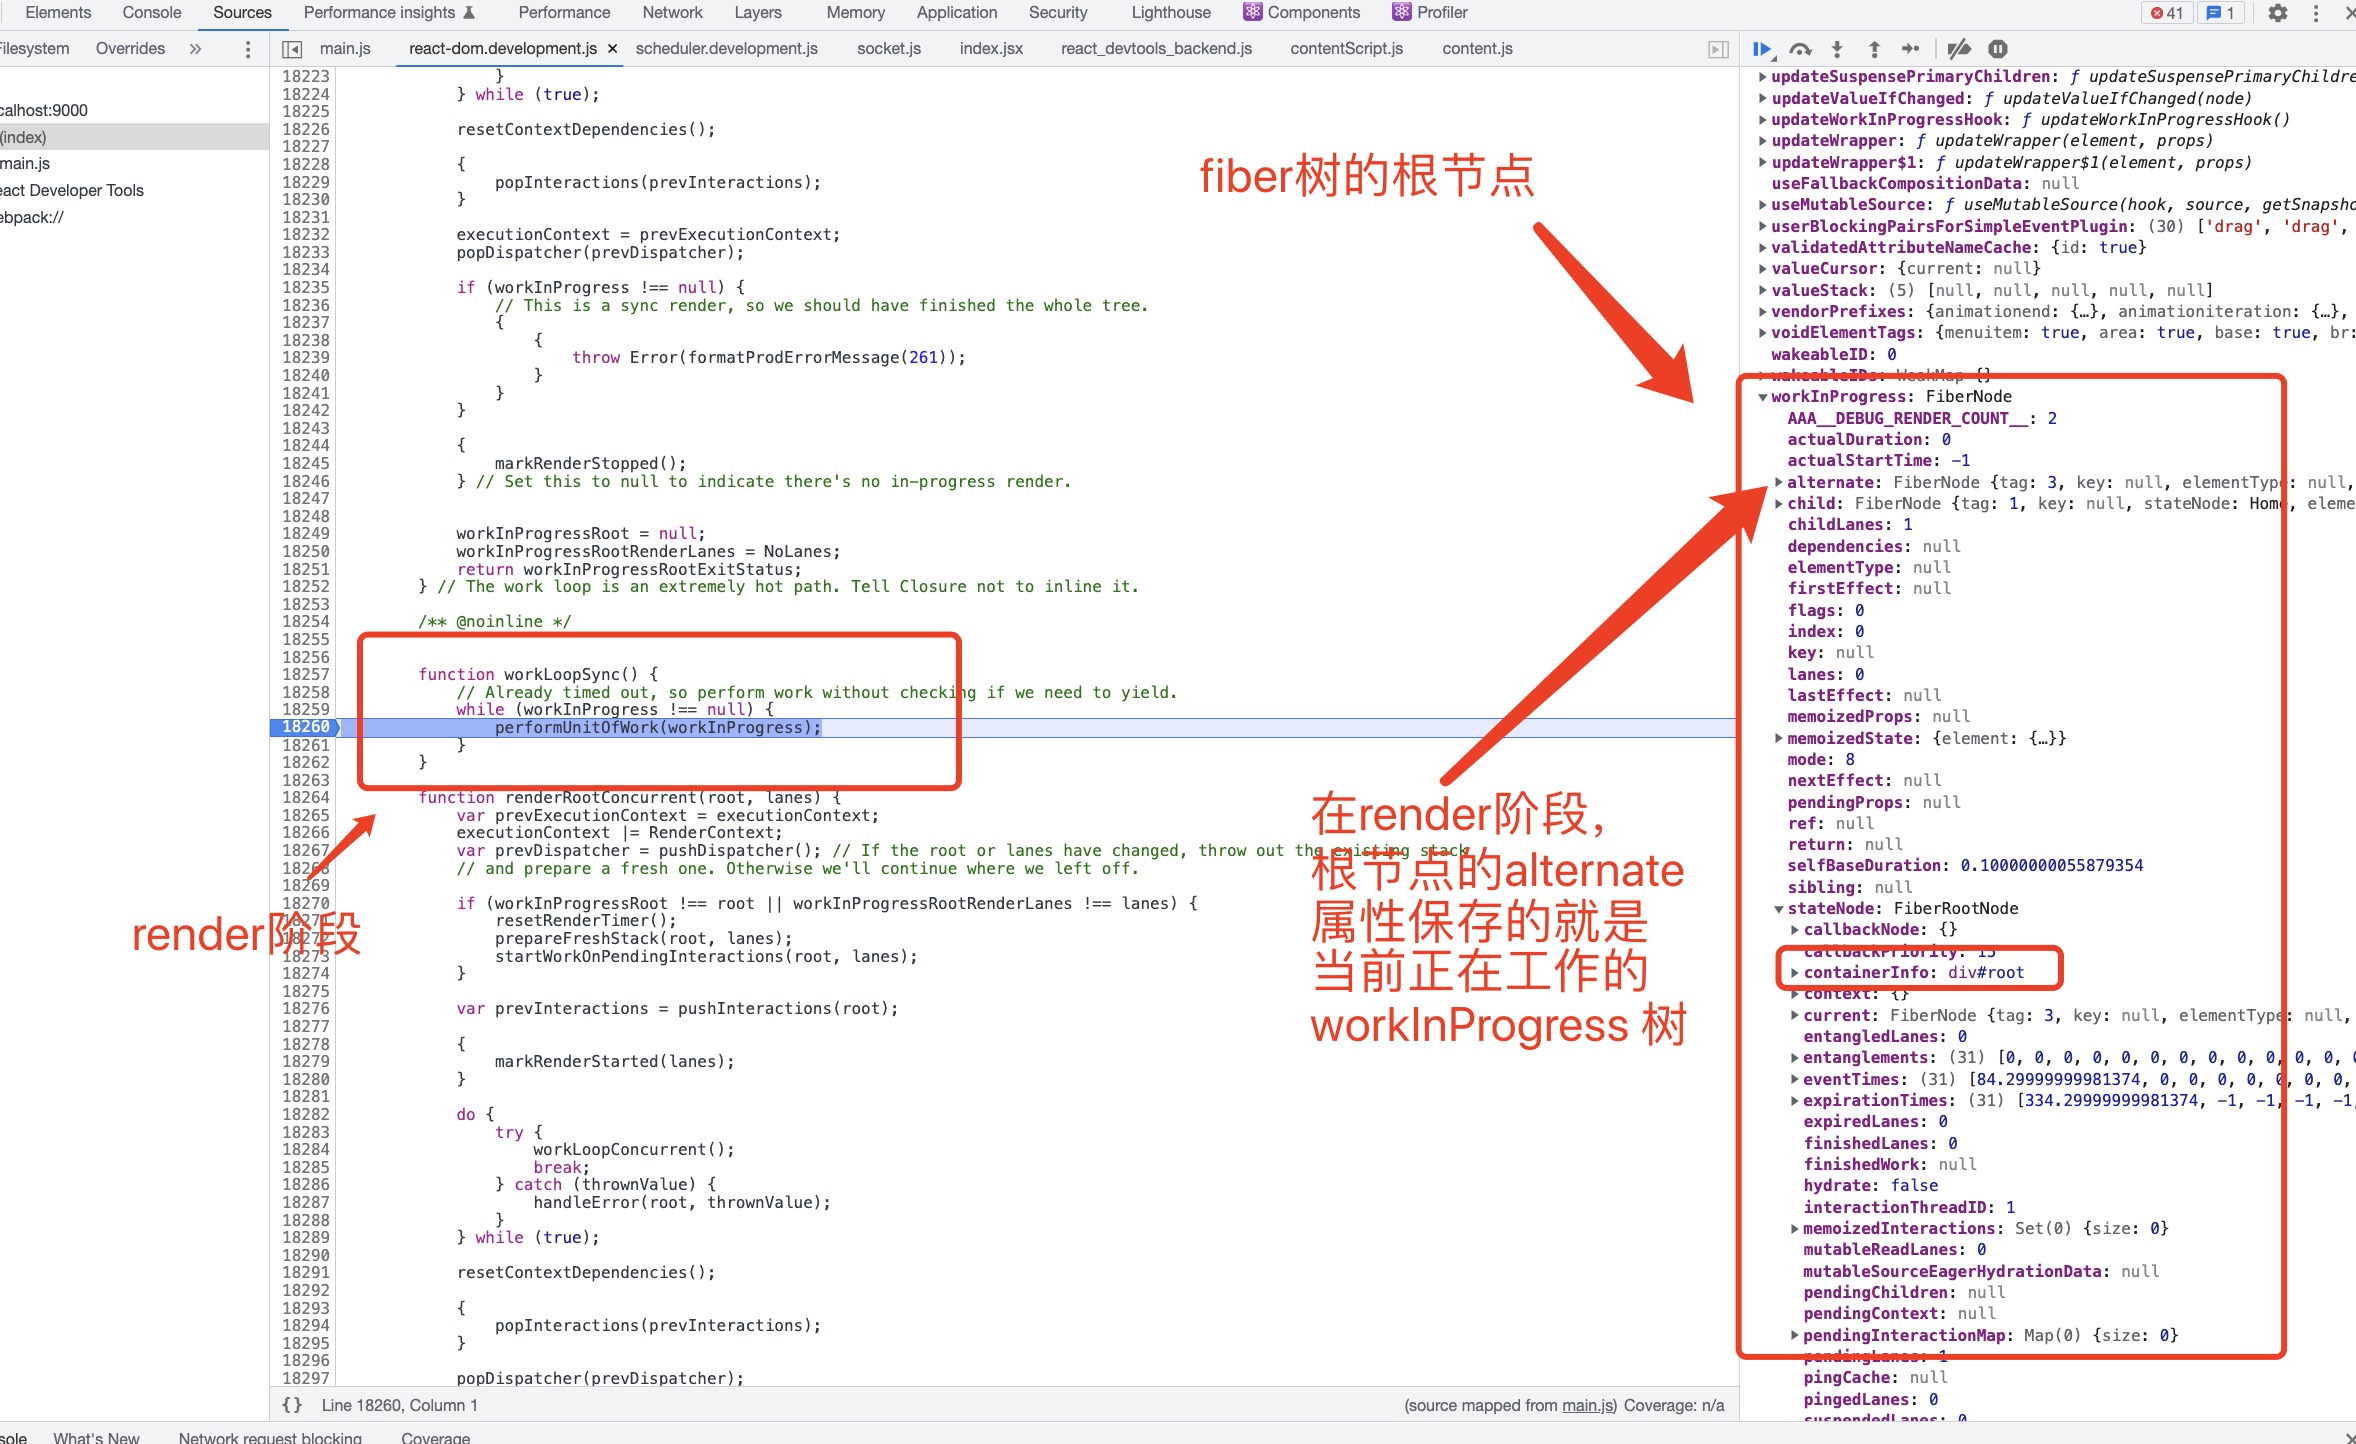 Elements Console Sources Performance insights Performance Network Layers Memory Application Security Lighthouse Components Profiler 41 1
Filesystem Overrides »
main.js react-dom.development.js × scheduler.development.js socket.js index.jsx react_devtools_backend.js contentScript.js content.js
calhost:9000
(index)
main.js
eact Developer Tools
ebpack://
18223 }
18224 } while (true);
18225
18226 resetContextDependencies();
18227
18228 {
18229 popInteractions(prevInteractions);
18230 }
18231
18232 executionContext = prevExecutionContext;
18233 popDispatcher(prevDispatcher);
18234
18235 if (workInProgress !== null) {
18236 // This is a sync render, so we should have finished the whole tree.
18237 {
18238 {
18239 throw Error(formatProdErrorMessage(261));
18240 }
18241 }
18242 }
18243
18244 {
18245 markRenderStopped();
18246 } // Set this to null to indicate there's no in-progress render.
18247
18248
18249 workInProgressRoot = null;
18250 workInProgressRootRenderLanes = NoLanes;
18251 return workInProgressRootExitStatus;
18252 } // The work loop is an extremely hot path. Tell Closure not to inline it.
18253
18254 /** @noinline */
18255
18256
18257 function workLoopSync() {
18258 // Already timed out, so perform work without checking if we need to yield.
18259 while (workInProgress !== null) {
18260 performUnitOfWork(workInProgress);
18261 }
18262 }
18263
18264 function renderRootConcurrent(root, lanes) {
18265 var prevExecutionContext = executionContext;
18266 executionContext |= RenderContext;
18267 var prevDispatcher = pushDispatcher(); // If the root or lanes have changed, throw out the existing stack
18268 // and prepare a fresh one. Otherwise we'll continue where we left off.
18269
18270 if (workInProgressRoot !== root || workInProgressRootRenderLanes !== lanes) {
18271 resetRenderTimer();
18272 prepareFreshStack(root, lanes);
18273 startWorkOnPendingInteractions(root, lanes);
18274 }
18275
18276 var prevInteractions = pushInteractions(root);
18277
18278 {
18279 markRenderStarted(lanes);
18280 }
18281
18282 do {
18283 try {
18284 workLoopConcurrent();
18285 break;
18286 } catch (thrownValue) {
18287 handleError(root, thrownValue);
18288 }
18289 } while (true);
18290
18291 resetContextDependencies();
18292
18293 {
18294 popInteractions(prevInteractions);
18295 }
18296
18297 popDispatcher(prevDispatcher);
render阶段
fiber树的根节点
在render阶段，
根节点的alternate
属性保存的就是
当前正在工作的
workInProgress 树
updateSuspensePrimaryChildren: ƒ updateSuspensePrimaryChildre
updateValueIfChanged: ƒ updateValueIfChanged(node)
updateWorkInProgressHook: ƒ updateWorkInProgressHook()
updateWrapper: ƒ updateWrapper(element, props)
updateWrapper$1: ƒ updateWrapper$1(element, props)
useFallbackCompositionData: null
useMutableSource: ƒ useMutableSource(hook, source, getSnapsho
userBlockingPairsForSimpleEventPlugin: (30) ['drag', 'drag',
validatedAttributeNameCache: {id: true}
valueCursor: {current: null}
valueStack: (5) [null, null, null, null, null]
vendorPrefixes: {animationend: {…}, animationiteration: {…},
voidElementTags: {menuitem: true, area: true, base: true, br:
wakeableID: 0
wakeableIDs: WeakMap {}
workInProgress: FiberNode
AAA__DEBUG_RENDER_COUNT__: 2
actualDuration: 0
actualStartTime: -1
alternate: FiberNode {tag: 3, key: null, elementType: null,
child: FiberNode {tag: 1, key: null, stateNode: Home, eleme
childLanes: 1
dependencies: null
elementType: null
firstEffect: null
flags: 0
index: 0
key: null
lanes: 0
lastEffect: null
memoizedProps: null
memoizedState: {element: {…}}
mode: 8
nextEffect: null
pendingProps: null
ref: null
return: null
selfBaseDuration: 0.10000000055879354
sibling: null
stateNode: FiberRootNode
callbackNode: {}
callbackPriority: 15
containerInfo: div#root
context: {}
current: FiberNode {tag: 3, key: null, elementType: null,
entangledLanes: 0
entanglements: (31) [0, 0, 0, 0, 0, 0, 0, 0, 0, 0, 0, 0,
eventTimes: (31) [84.29999999981374, 0, 0, 0, 0, 0, 0,
expirationTimes: (31) [334.29999999981374, -1, -1, -1, -1,
expiredLanes: 0
finishedLanes: 0
finishedWork: null
hydrate: false
interactionThreadID: 1
memoizedInteractions: Set(0) {size: 0}
mutableReadLanes: 0
mutableSourceEagerHydrationData: null
pendingChildren: null
pendingContext: null
pendingInteractionMap: Map(0) {size: 0}
pendingLanes: 1
pingCache: null
pingedLanes: 0
suspendedLanes: 0
{} Line 18260, Column 1 (source mapped from main.js) Coverage: n/a
sole What's New Network request blocking Coverage